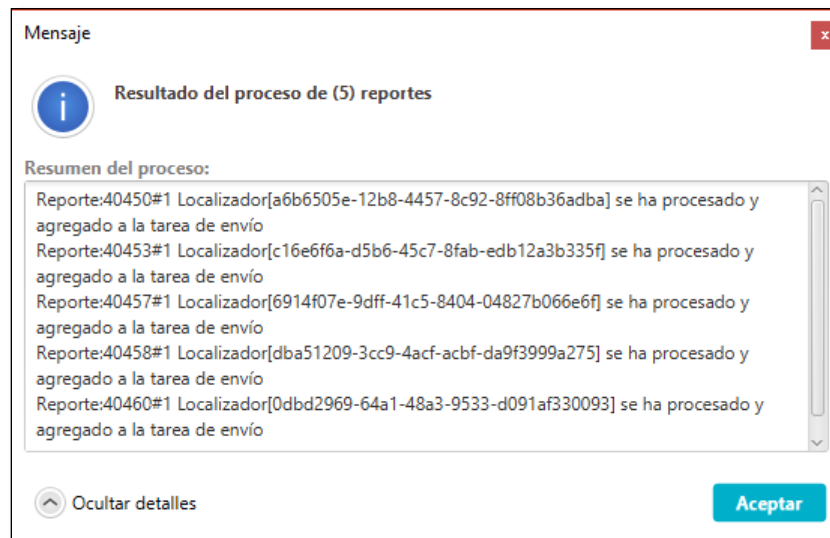 Mensaje
x
Resultado del proceso de (5) reportes
Resumen del proceso:
Reporte:40450#1 Localizador[a6b6505e-12b8-4457-8c92-8ff08b36adba] se ha procesado y
agregado a la tarea de envío
Reporte:40453#1 Localizador[c16e6f6a-d5b6-45c7-8fab-edb12a3b335f] se ha procesado y
agregado a la tarea de envío
Reporte:40457#1 Localizador[6914f07e-9dff-41c5-8404-04827b066e6f] se ha procesado y
agregado a la tarea de envío
Reporte:40458#1 Localizador[dba51209-3cc9-4acf-acbf-da9f3999a275] se ha procesado y
agregado a la tarea de envío
Reporte:40460#1 Localizador[0dbd2969-64a1-48a3-9533-d091af330093] se ha procesado y
agregado a la tarea de envío
Ocultar detalles
Aceptar